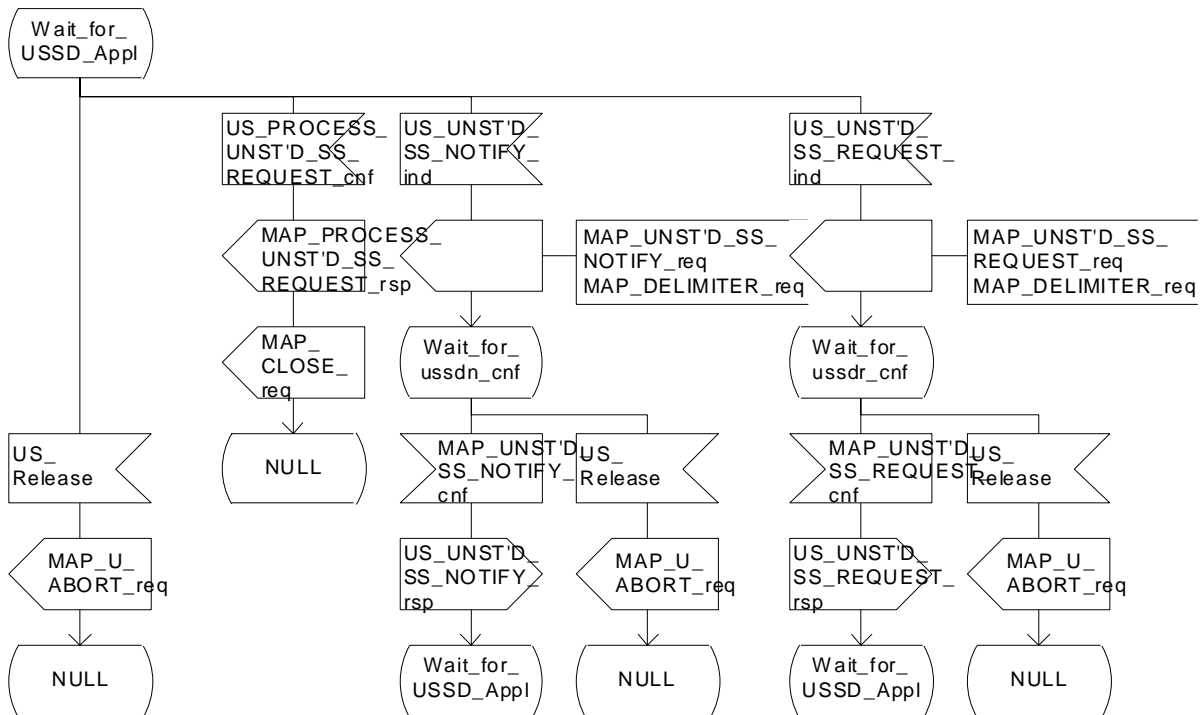 Wait_for_
USSD_Appl
US_PROCESS_
UNST'D_SS_
REQUEST_cnf
US_UNST'D_
SS_NOTIFY_
ind
US_UNST'D_
SS_REQUEST_
ind
MAP_PROCESS_
UNST'D_SS_
REQUEST_rsp
MAP_UNST'D_SS_
NOTIFY_req
MAP_DELIMITER_req
MAP_UNST'D_SS_
REQUEST_req
MAP_DELIMITER_req
MAP_
CLOSE_
req
Wait_for_
ussdn_cnf
Wait_for_
ussdr_cnf
US_
Release
NULL
MAP_UNST'D_
SS_NOTIFY_
cnf
US_
Release
MAP_UNST'D_
SS_REQUEST_
cnf
US_
Release
MAP_U_
ABORT_req
US_UNST'D_
SS_NOTIFY_
rsp
MAP_U_
ABORT_req
US_UNST'D_
SS_REQUEST_
rsp
MAP_U_
ABORT_req
NULL
Wait_for_
USSD_Appl
NULL
Wait_for_
USSD_Appl
NULL